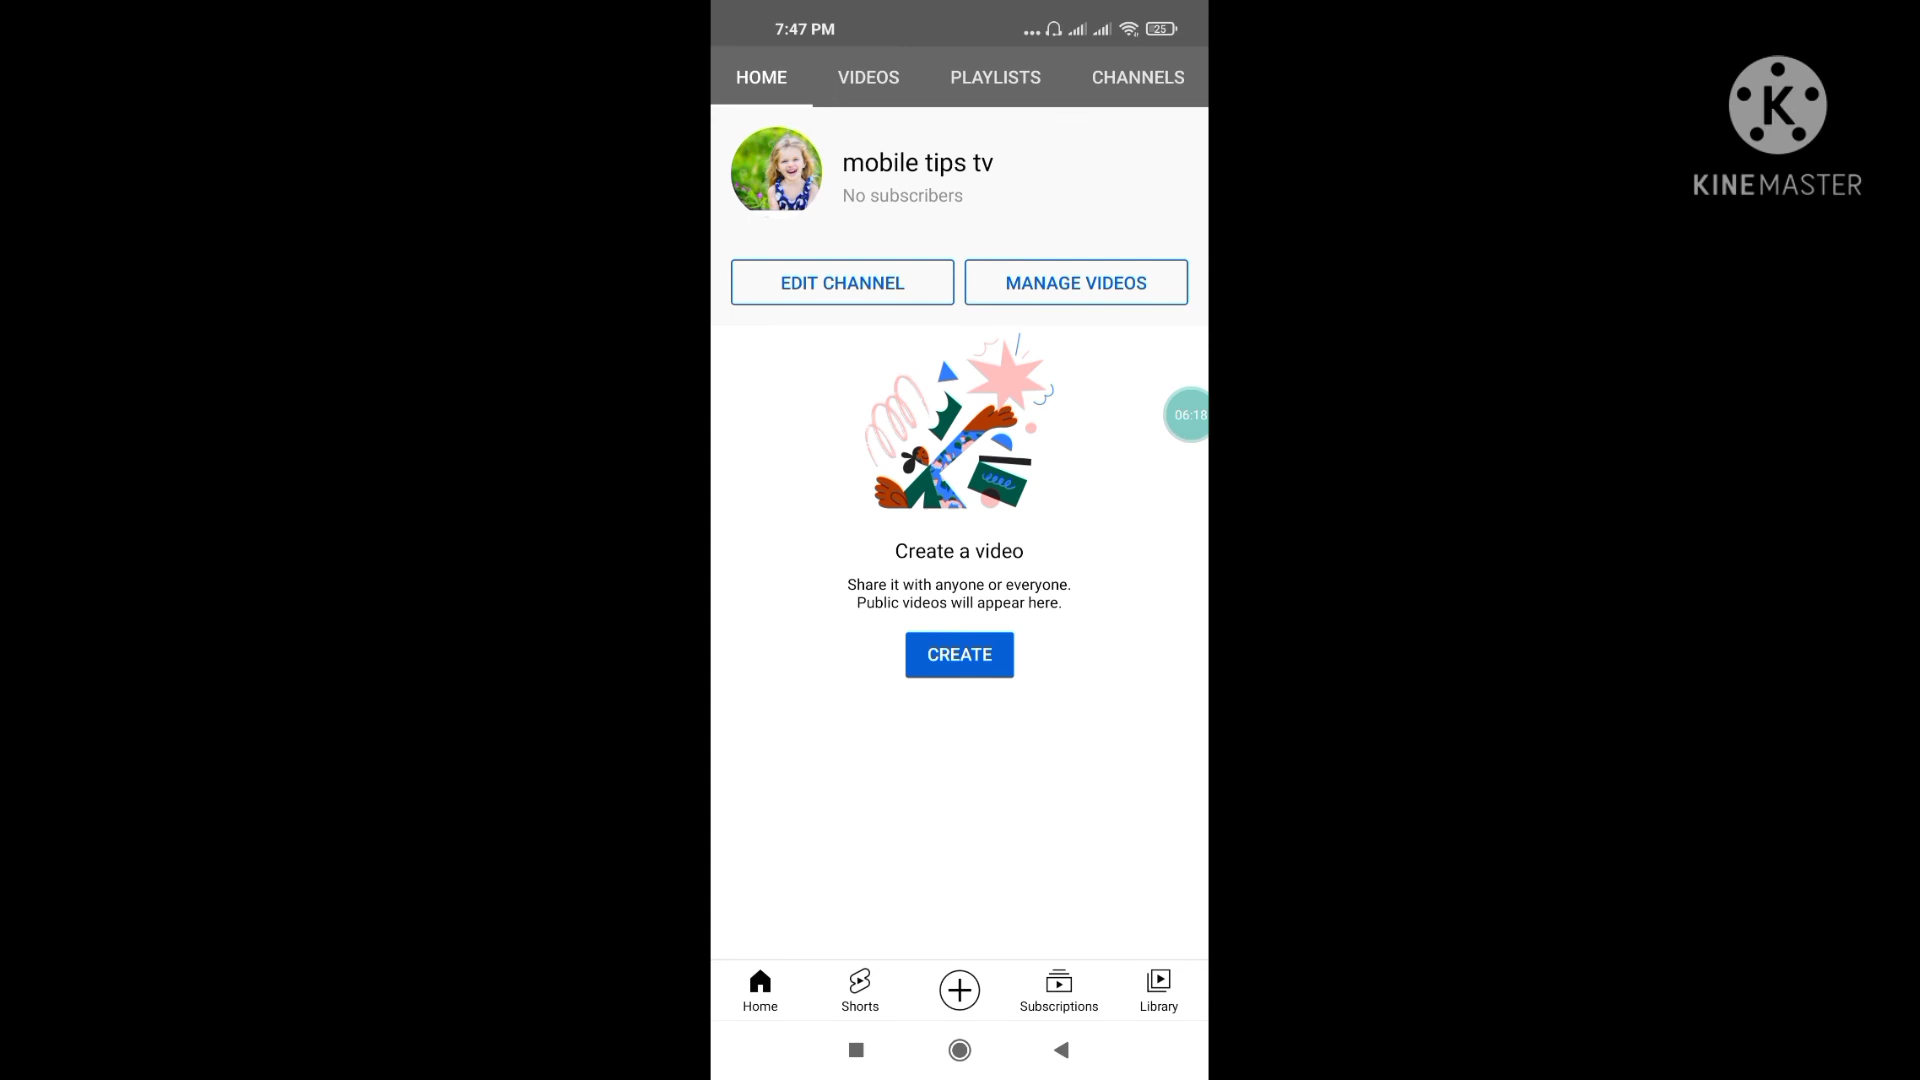 7:47 PM
25
HOME VIDEOS PLAYLISTS CHANNELS
K
KINEMASTER
mobile tips tv
No subscribers
EDIT CHANNEL MANAGE VIDEOS
06:18
Create a video
Share it with anyone or everyone.
Public videos will appear here.
CREATE
Home Shorts Subscriptions Library